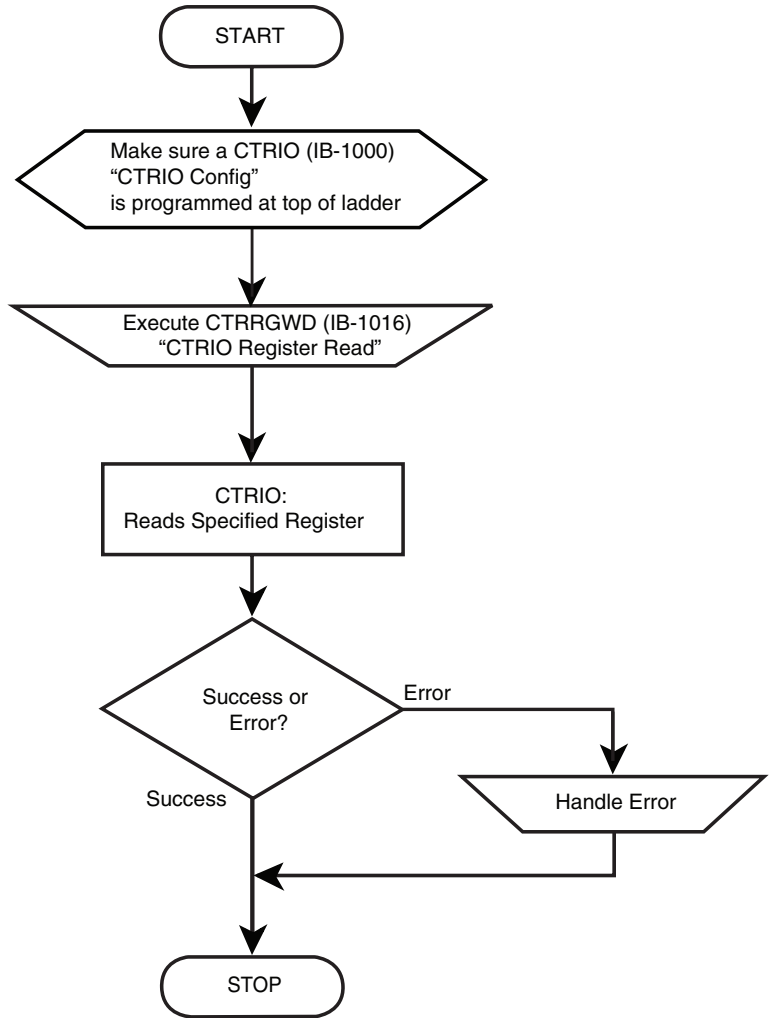 START
Make sure a CTRIO (IB-1000)
“CTRIO Config”
is programmed at top of ladder
Execute CTRRGWD (IB-1016)
“CTRIO Register Read”
CTRIO:
Reads Specified Register
Success or
Error?
Error
Success
Handle Error
STOP